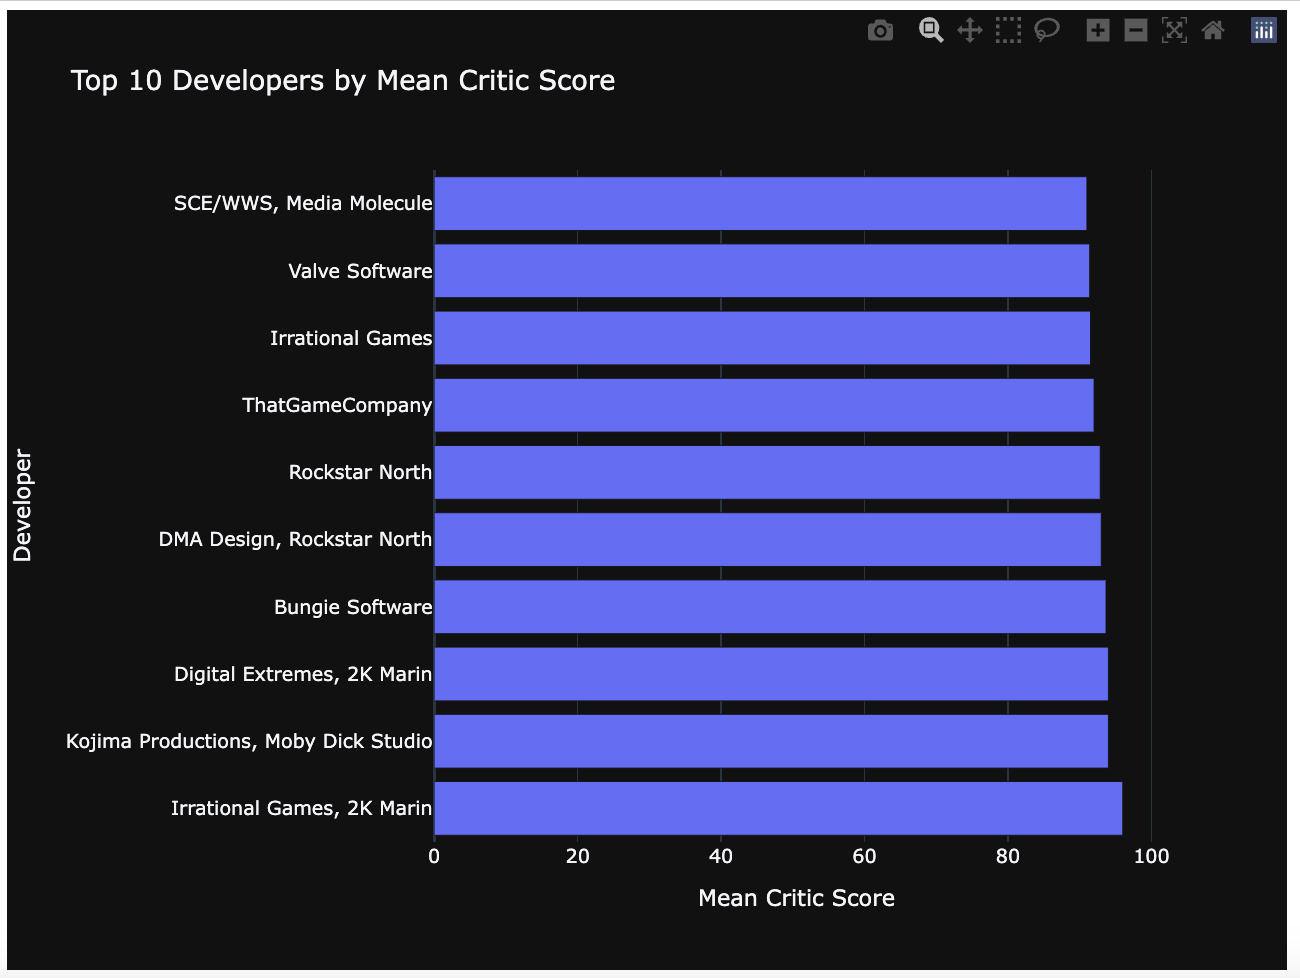 Top 10 Developers by Mean Critic Score
SCE/WWS, Media Molecule
Valve Software
Irrational Games
ThatGameCompany
Rockstar North
DMA Design, Rockstar North
Bungie Software
Digital Extremes, 2K Marin
Kojima Productions, Moby Dick Studio
Irrational Games, 2K Marin
Developer
0 20 40 60 80 100
Mean Critic Score